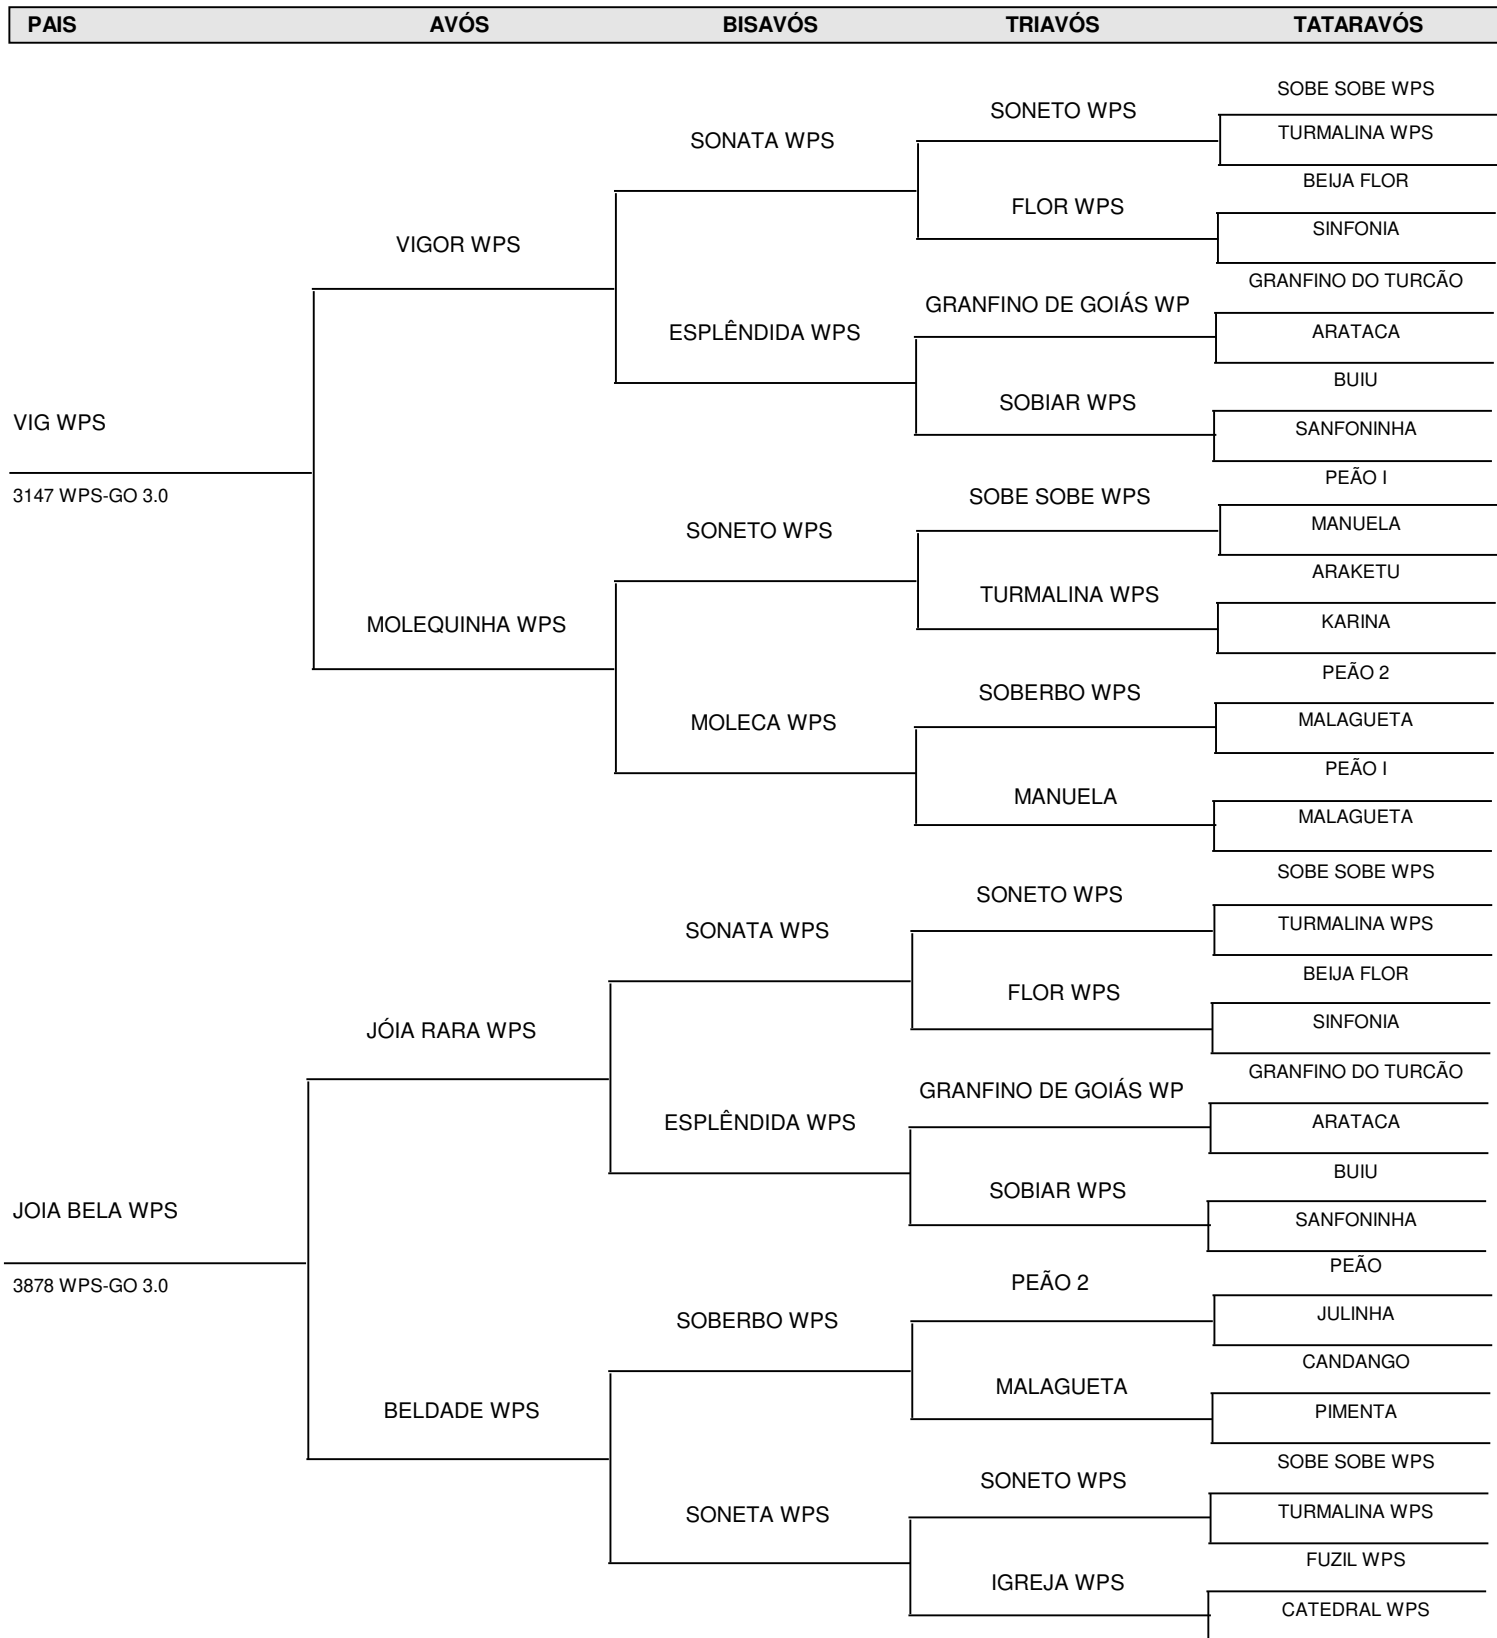 PAIS AVÓS BISAVÓS TRIAVÓS TATARAVÓS
SOBE SOBE WPS
SONETO WPS
TURMALINA WPS
SONATA WPS
BEIJA FLOR
FLOR WPS
SINFONIA
VIGOR WPS
GRANFINO DO TURCÃO
GRANFINO DE GOIÁS WP
ARATACA
ESPLÊNDIDA WPS
BUIU
SOBIAR WPS
VIG WPS
SANFONINHA
PEÃO I
3147 WPS-GO 3.0
SOBE SOBE WPS
MANUELA
SONETO WPS
ARAKETU
TURMALINA WPS
KARINA
MOLEQUINHA WPS
PEÃO 2
SOBERBO WPS
MALAGUETA
MOLECA WPS
PEÃO I
MANUELA
MALAGUETA
SOBE SOBE WPS
SONETO WPS
TURMALINA WPS
SONATA WPS
BEIJA FLOR
FLOR WPS
SINFONIA
JÓIA RARA WPS
GRANFINO DO TURCÃO
GRANFINO DE GOIÁS WP
ARATACA
ESPLÊNDIDA WPS
BUIU
SOBIAR WPS
JOIA BELA WPS
SANFONINHA
PEÃO
3878 WPS-GO 3.0
PEÃO 2
JULINHA
SOBERBO WPS
CANDANGO
MALAGUETA
BELDADE WPS
PIMENTA
SOBE SOBE WPS
SONETO WPS
TURMALINA WPS
SONETA WPS
FUZIL WPS
IGREJA WPS
CATEDRAL WPS